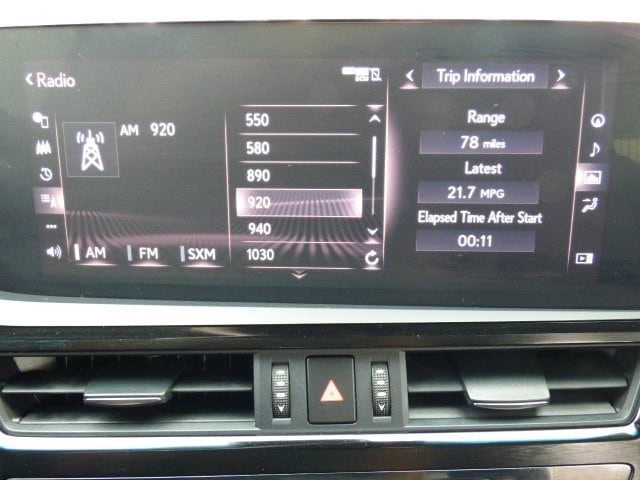 Radio
DCM
Trip Information
AM 920
550
580
890
920
940
1030
AM FM SXM
Range
78 miles
Latest
21.7 MPG
Elapsed Time After Start
00:11